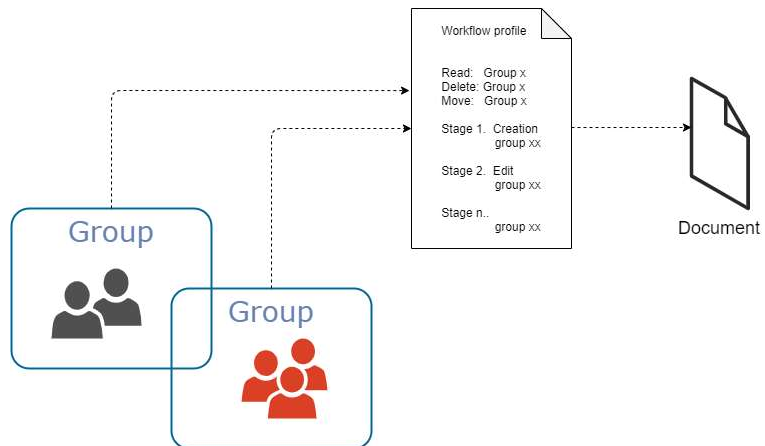 Workflow profile
Read: Group x
Delete: Group x
Move: Group x
Stage 1. Creation
group xx
Stage 2. Edit
group xx
Stage n..
group xx
Document
Group
Group